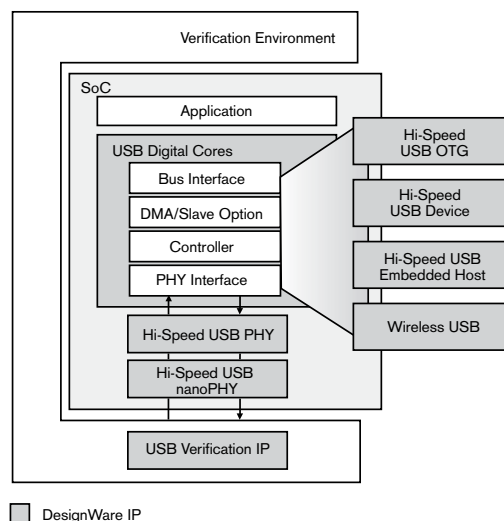 Verification Environment
SoC
Application
USB Digital Cores
Bus Interface
DMA/Slave Option
Controller
PHY Interface
Hi-Speed USB PHY
Hi-Speed USB
nanoPHY
USB Verification IP
Hi-Speed
USB OTG
Hi-Speed
USB Device
Hi-Speed USB
Embedded Host
Wireless USB
DesignWare IP